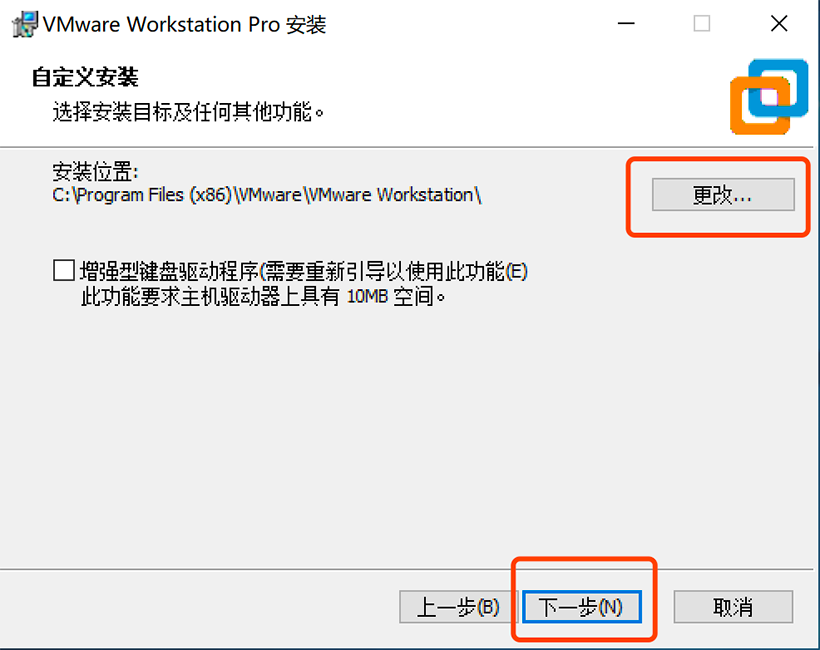 VMware Workstation Pro 安装
自定义安装
选择安装目标及任何其他功能。
安装位置:
C:\Program Files (x86)\VMware\VMware Workstation\
更改...
增强型键盘驱动程序(需要重新引导以使用此功能(E)
此功能要求主机驱动器上具有 10MB 空间。
上一步(B)
下一步(N)
取消